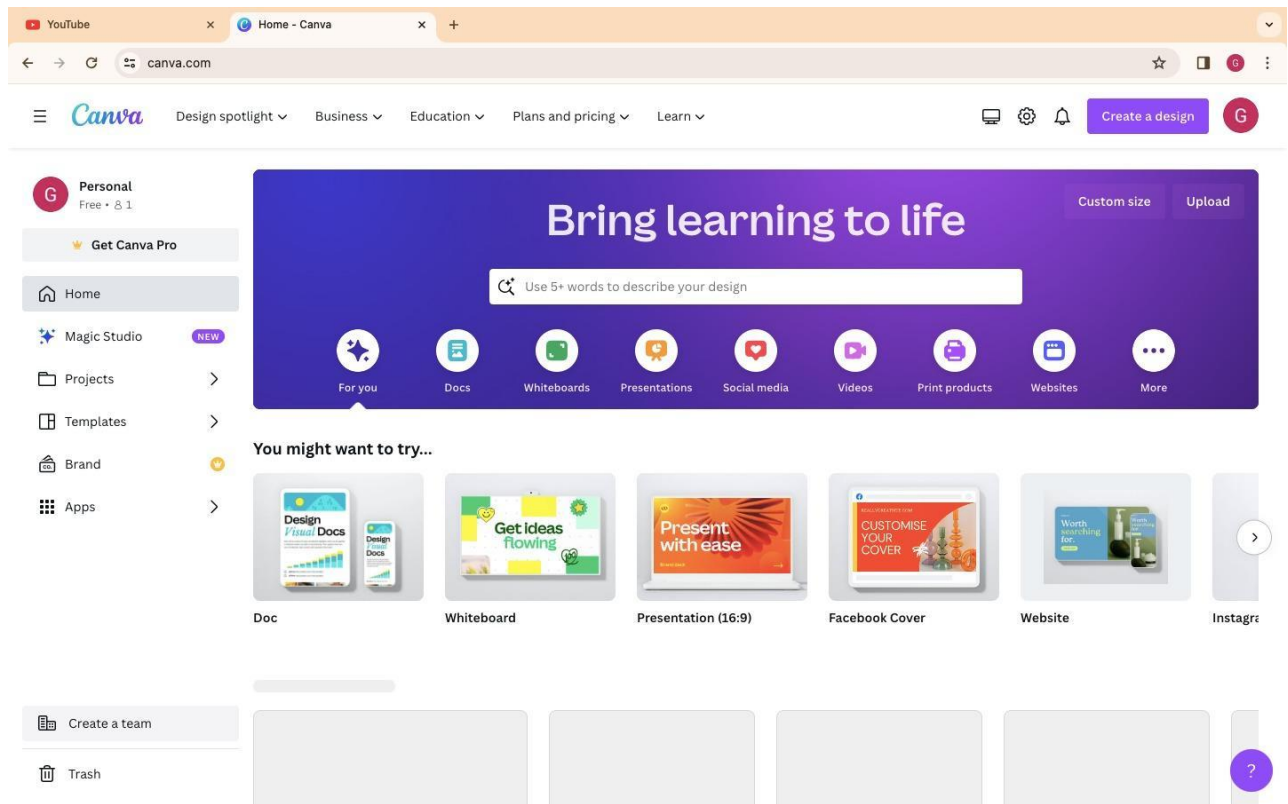 YouTube
Home - Canva
canva.com
G
Canva
Design spotlight
Business
Education
Plans and pricing
Learn
Create a design
G
G
Personal
Free • 1
Get Canva Pro
Home
Magic Studio
NEW
Projects
Templates
Brand
Apps
Create a team
Trash
Bring learning to life
Custom size
Upload
Use 5+ words to describe your design
For you
Docs
Whiteboards
Presentations
Social media
Videos
Print products
Websites
More
You might want to try...
Design
Visual Docs
Design
Visual
Docs
Get ideas
flowing
Present
with ease
CUSTOMISE
YOUR
COVER
Worth
searching
for.
Doc
Whiteboard
Presentation (16:9)
Facebook Cover
Website
Instagra
?